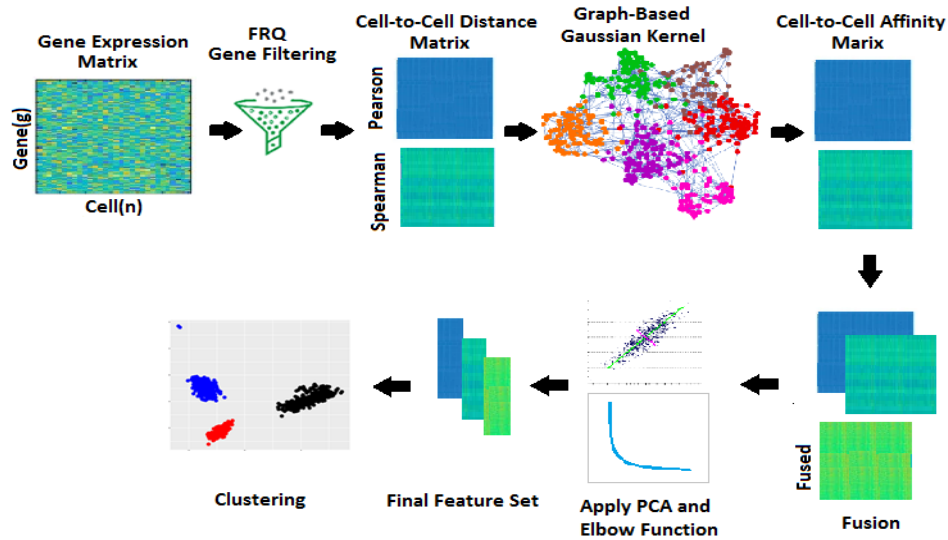 Gene Expression
Matrix
Gene(g)
Cell(n)
FRQ
Gene Filtering
Cell-to-Cell Distance
Matrix
Pearson
Spearman
Graph-Based
Gaussian Kernel
Cell-to-Cell Affinity
Marix
Fused
Fusion
Apply PCA and
Elbow Function
Final Feature Set
Clustering